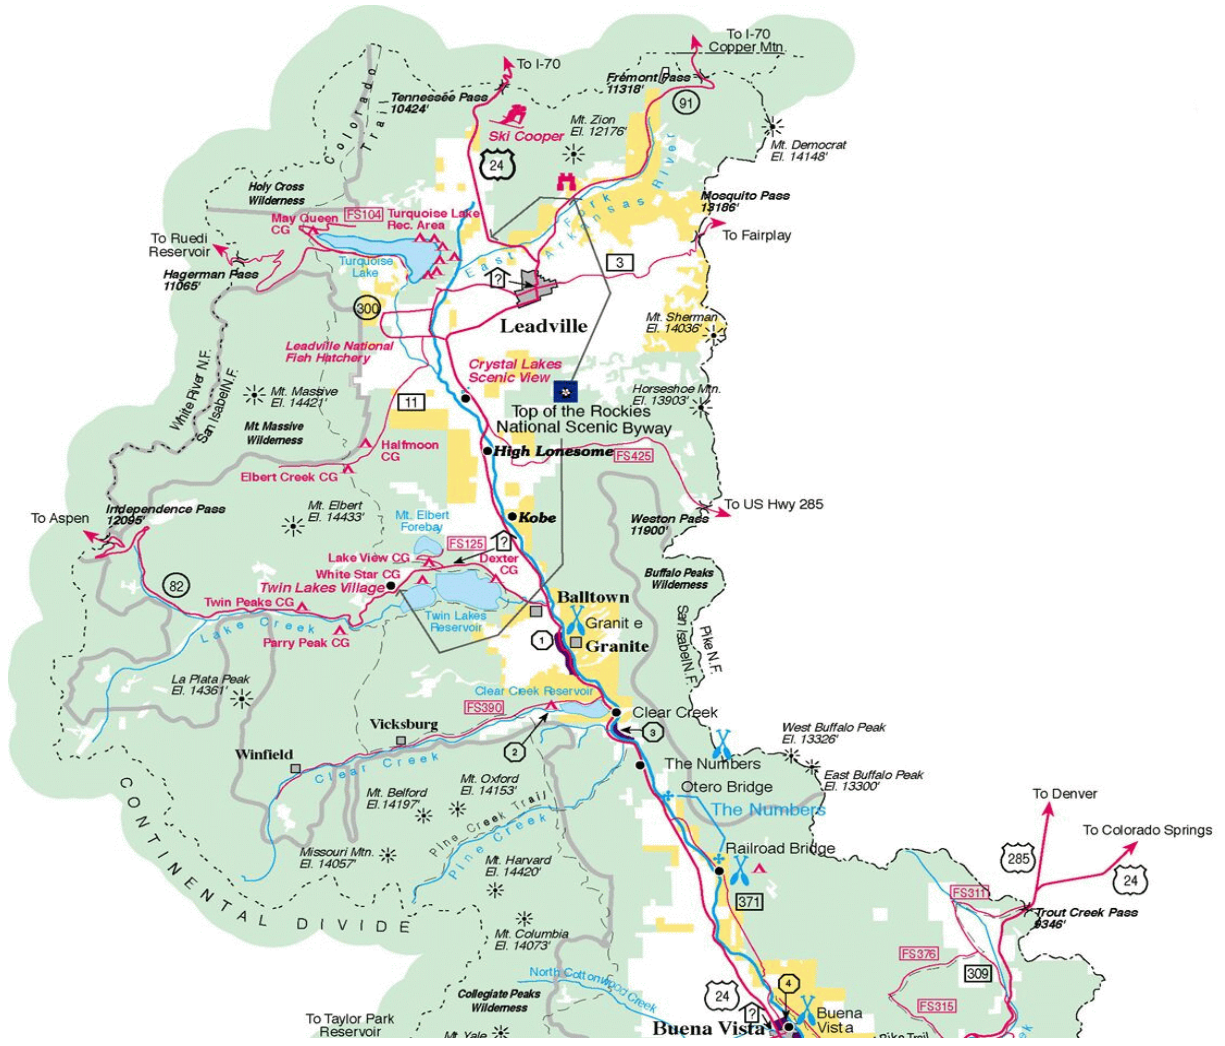 To I-70
Copper Mtn.
To I-70
Frémont Pass
11318'
Tennessee Pass
10424'
91
Colorado
Trail
Ski Cooper
Mt. Zion
El. 12176'
Mt. Democrat
El. 14148'
24
Holy Cross
Wilderness
Mosquito Pass
13186'
May Queen
CG
FS104
Turquoise Lake
Rec. Area
East Fork
Arkansas River
To Fairplay
To Ruedi
Reservoir
Turquoise
Lake
3
Hagerman Pass
11065'
?
300
Leadville
Mt. Sherman
El. 14036'
Leadville National
Fish Hatchery
Crystal Lakes
Scenic View
White River N.F.
San Isabel N.F.
Mt. Massive
El. 14421'
11
Horseshoe Mtn.
El. 13903'
Top of the Rockies
National Scenic Byway
Mt Massive
Wilderness
Halfmoon
CG
High Lonesome
FS425
Elbert Creek CG
To US Hwy 285
Independence Pass
12095'
To Aspen
Mt. Elbert
El. 14433'
Mt. Elbert
Forebay
Kobe
Weston Pass
11900'
FS125
?
Lake View CG
Dexter
CG
White Star CG
Twin Lakes Village
Buffalo Peaks
Wilderness
82
Twin Peaks CG
Balltown
Twin Lakes
Reservoir
Granit e
Lake Creek
Parry Peak CG
1
Granite
San Isabel N.F.
Pike N.F.
La Plata Peak
El. 14361'
Clear Creek Reservoir
FS390
Clear Creek
Vicksburg
2
3
West Buffalo Peak
El. 13326'
Winfield
Clear Creek
The Numbers
East Buffalo Peak
El. 13300'
Mt. Oxford
El. 14153'
Otero Bridge
Mt. Belford
El. 14197'
The Numbers
To Denver
Pine Creek Trail
Pine Creek
To Colorado Springs
Missouri Mtn.
El. 14057'
Mt. Harvard
El. 14420'
Railroad Bridge
285
24
CONTINENTAL DIVIDE
FS311
371
Trout Creek Pass
9346'
Mt. Columbia
El. 14073'
FS376
309
North Cottonwood Creek
Collegiate Peaks
Wilderness
24
4
FS315
To Taylor Park
Reservoir
?
Buena
Vista
Buena Vista
Mt. Yale